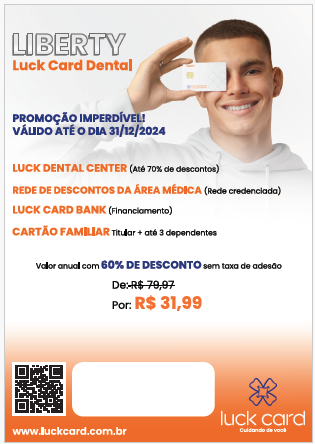 LIBERTY
Luck Card Dental
PROMOÇÃO IMPERDÍVEL!
VÁLIDO ATÉ O DIA 31/12/2024
LUCK DENTAL CENTER (Até 70% de descontos)
REDE DE DESCONTOS DA ÁREA MÉDICA (Rede credenciada)
LUCK CARD BANK (Financiamento)
CARTÃO FAMILIAR Titular + até 3 dependentes
Valor anual com 60% DE DESCONTO sem taxa de adesão
De: R$ 79,97
Por: R$ 31,99
luck card
Cuidando de você
www.luckcard.com.br